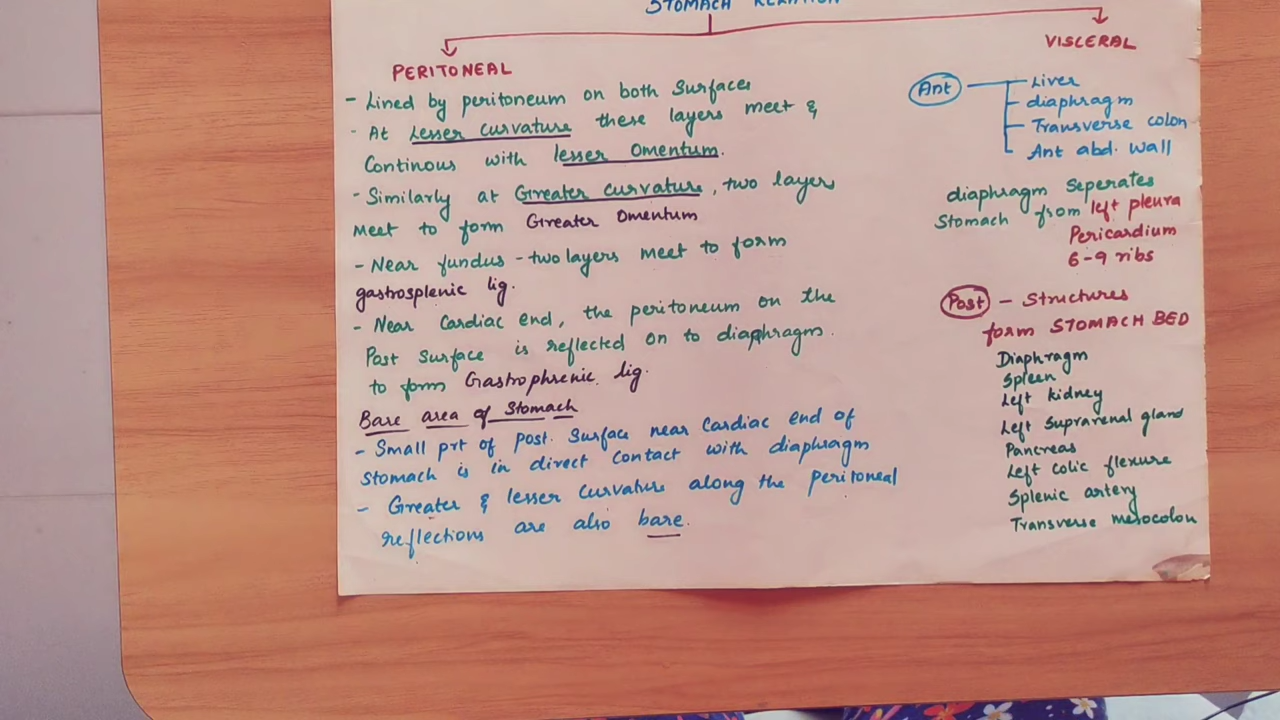 STOMACH RELATION
PERITONEAL
- Lined by peritoneum on both surfaces
- At Lesser curvature these layers meet &
Continous with lesser Omentum.
- Similarly at Greater curvature, two layers
meet to form Greater Omentum
- Near fundus - two layers meet to form
gastrosplenic lig.
- Near Cardiac end, the peritoneum on the
Post Surface is reflected on to diaphragm.
to form Gastrophrenic lig.
Bare area of Stomach
- Small prt of post. Surface near Cardiac end of
Stomach is in direct contact with diaphragm
- Greater & lesser curvature along the peritoneal
reflections are also bare.
VISCERAL
Ant - Liver
- diaphragm
- Transverse colon
- Ant abd. wall
diaphragm seperates
Stomach from left pleura
Pericardium
6-9 ribs
Post - Structures
form STOMACH BED
Diaphragm
Spleen
Left kidney
Left Suprarenal gland
Pancreas
Left colic flexure
Splenic artery
Transverse mesocolon